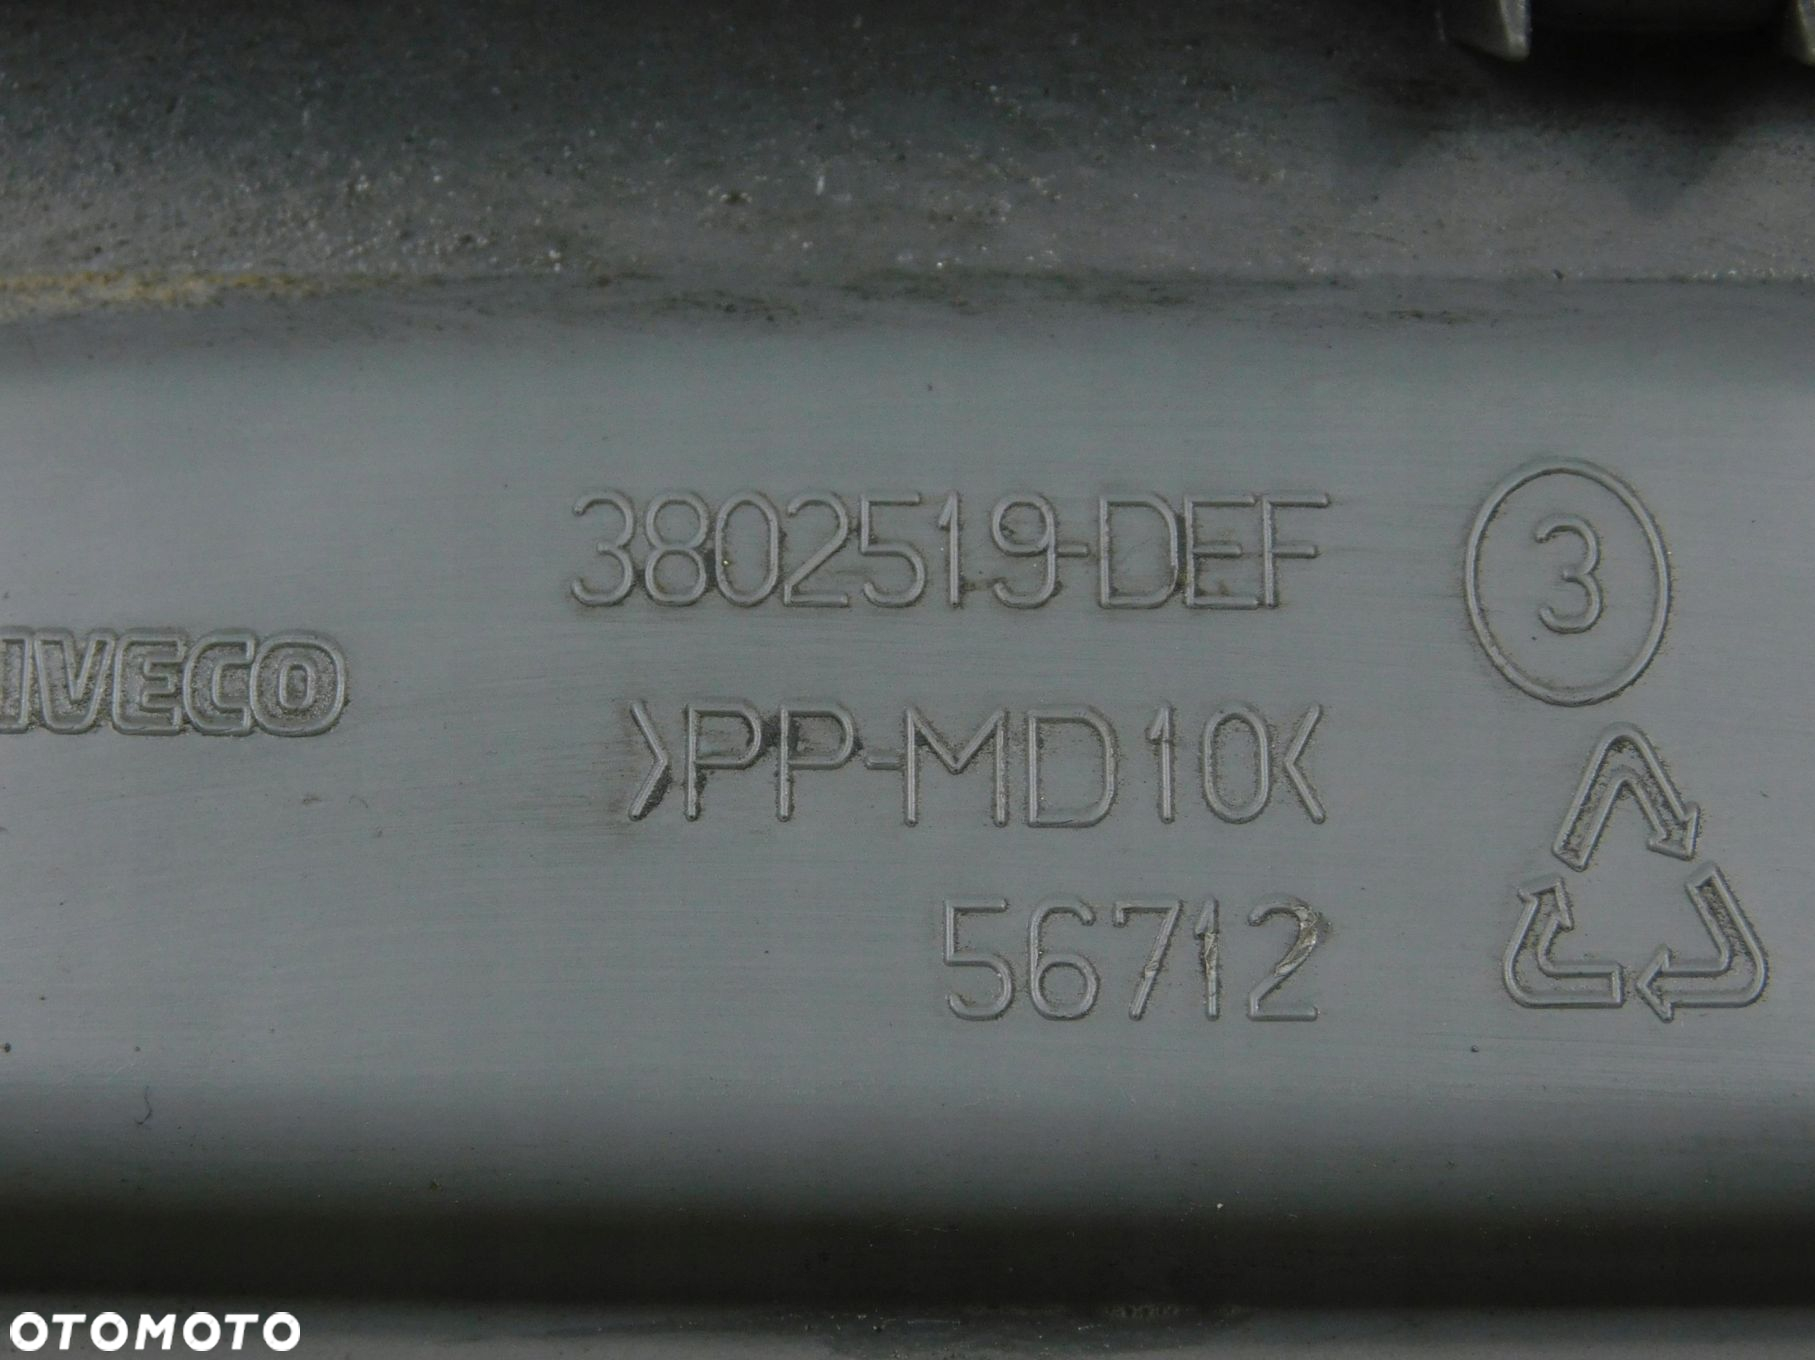 3802519-DEF
3
IVECO
>PP-MD10<
56712
OTOMOTO